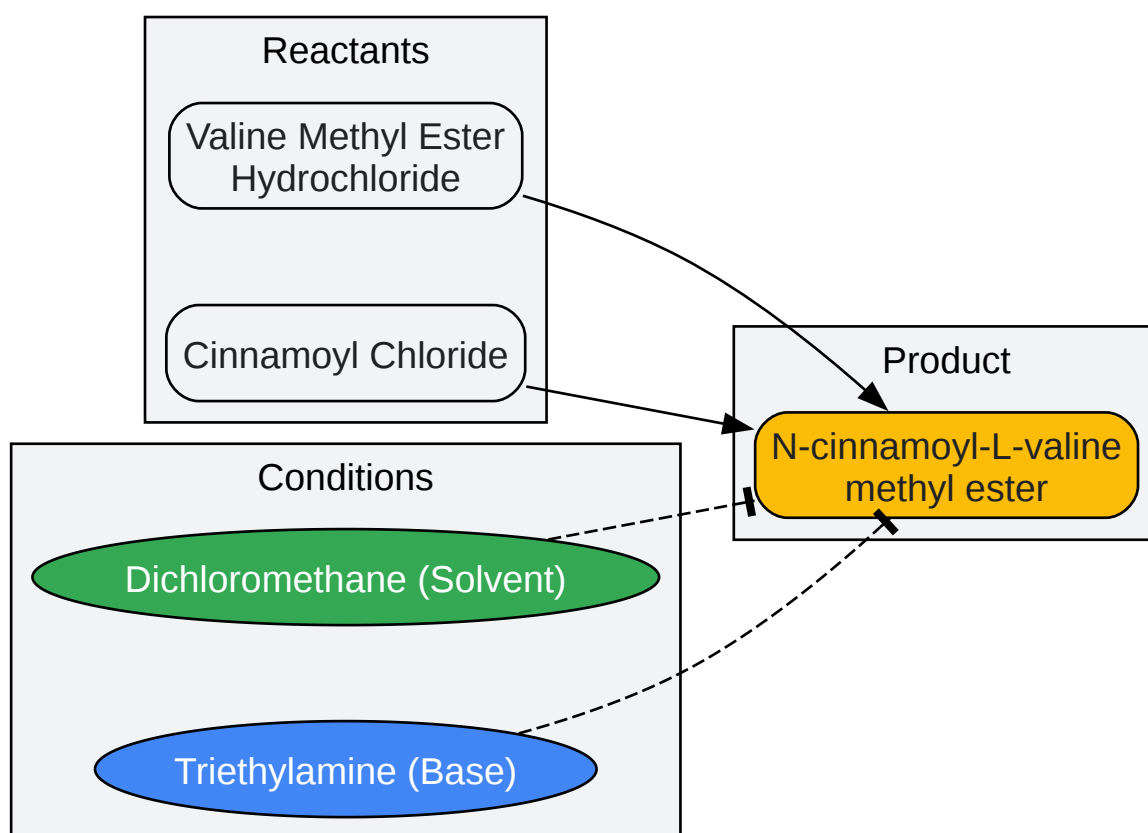 Reactants
Valine Methyl Ester
Hydrochloride
Cinnamoyl Chloride
Product
N-cinnamoyl-L-valine
methyl ester
Conditions
Dichloromethane (Solvent)
Triethylamine (Base)